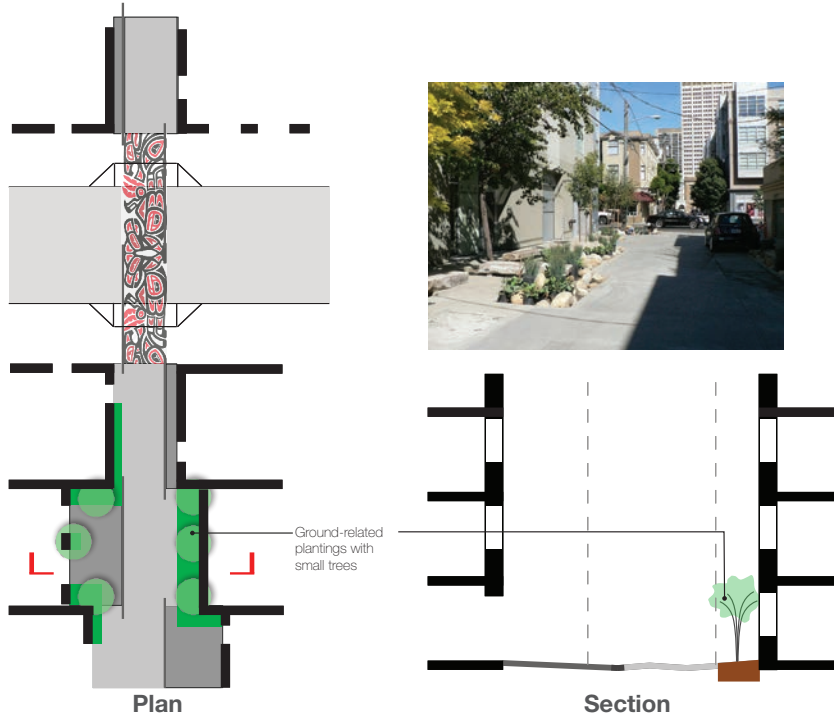 Ground-related
plantings with
small trees
Plan
Section